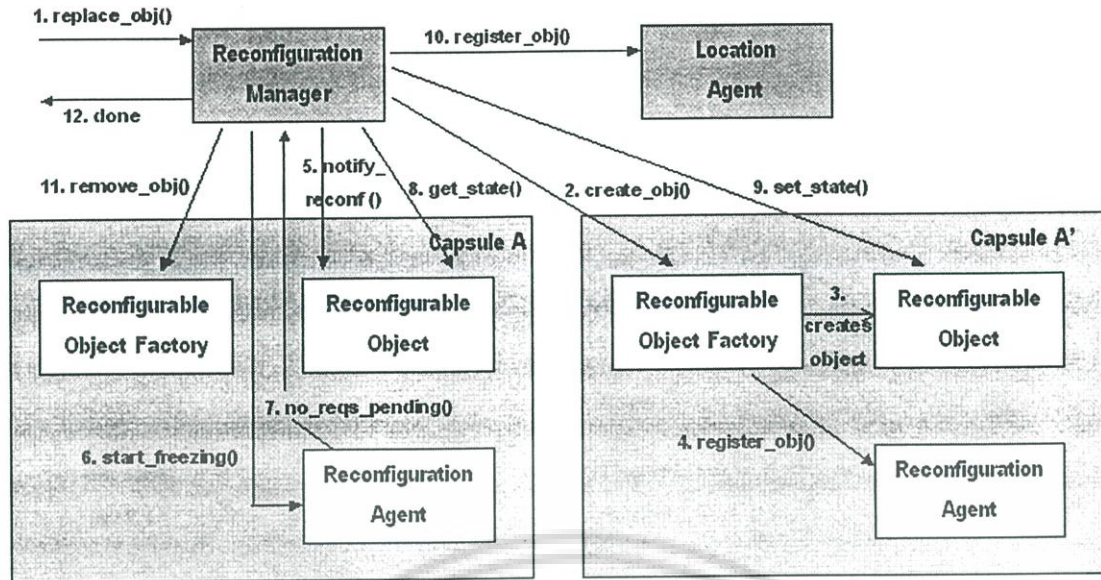 1. replace_obj()
Reconfiguration
Manager
10. register_obj()
Location
Agent
12. done
11. remove_obj()
5. notify_
reconf()
8. get_state()
2. create_obj()
9. set_state()
Capsule A
Reconfigurable
Object Factory
Reconfigurable
Object
7. no_reqs_pending()
6. start_freezing()
Reconfiguration
Agent
Capsule A'
Reconfigurable
Object Factory
3.
creates
object
Reconfigurable
Object
4. register_obj()
Reconfiguration
Agent